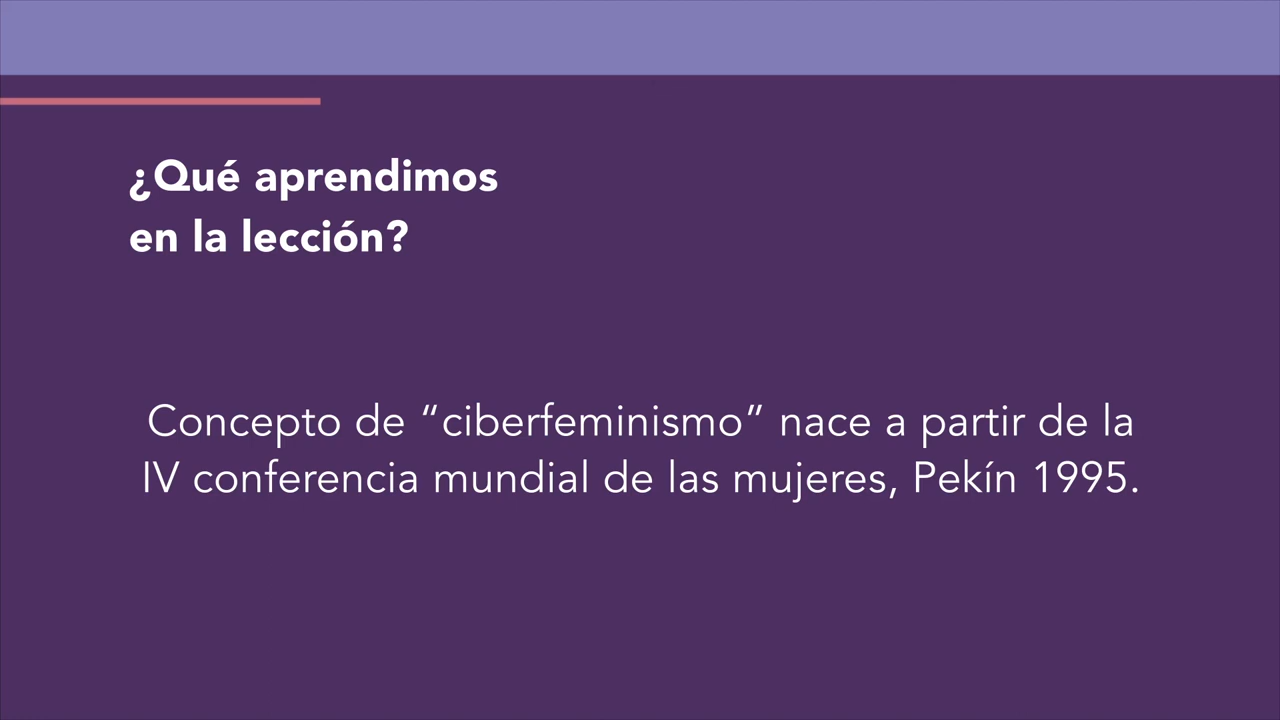 ¿Qué aprendimos
en la lección?
Concepto de “ciberfeminismo” nace a partir de la
IV conferencia mundial de las mujeres, Pekín 1995.